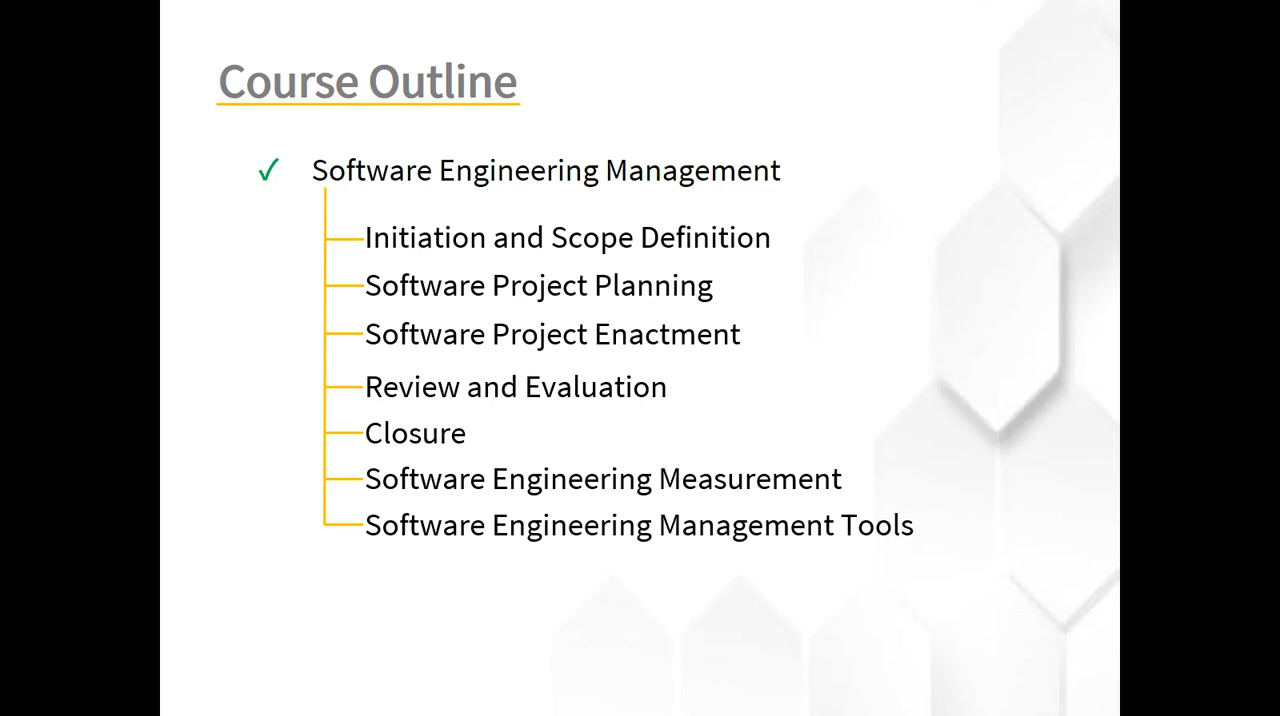 Course Outline
✓ Software Engineering Management
Initiation and Scope Definition
Software Project Planning
Software Project Enactment
Review and Evaluation
Closure
Software Engineering Measurement
Software Engineering Management Tools